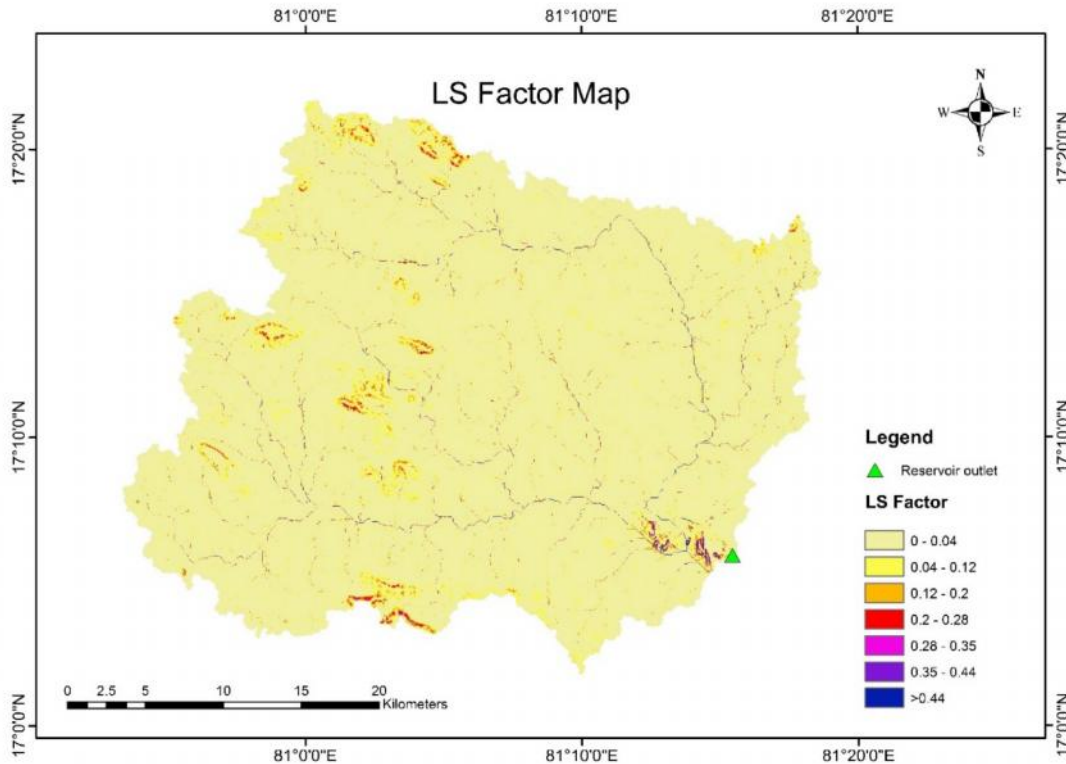 81°0'0"E 81°10'0"E 81°20'0"E
LS Factor Map
N
W E
S
17°20'0"N 17°20'0"N
17°10'0"N 17°10'0"N
Legend
Reservoir outlet
LS Factor
0 - 0.04
0.04 - 0.12
0.12 - 0.2
0.2 - 0.28
0.28 - 0.35
0.35 - 0.44
>0.44
0 2.5 5 10 15 20
Kilometers
17°0'0"N 17°0'0"N
81°0'0"E 81°10'0"E 81°20'0"E